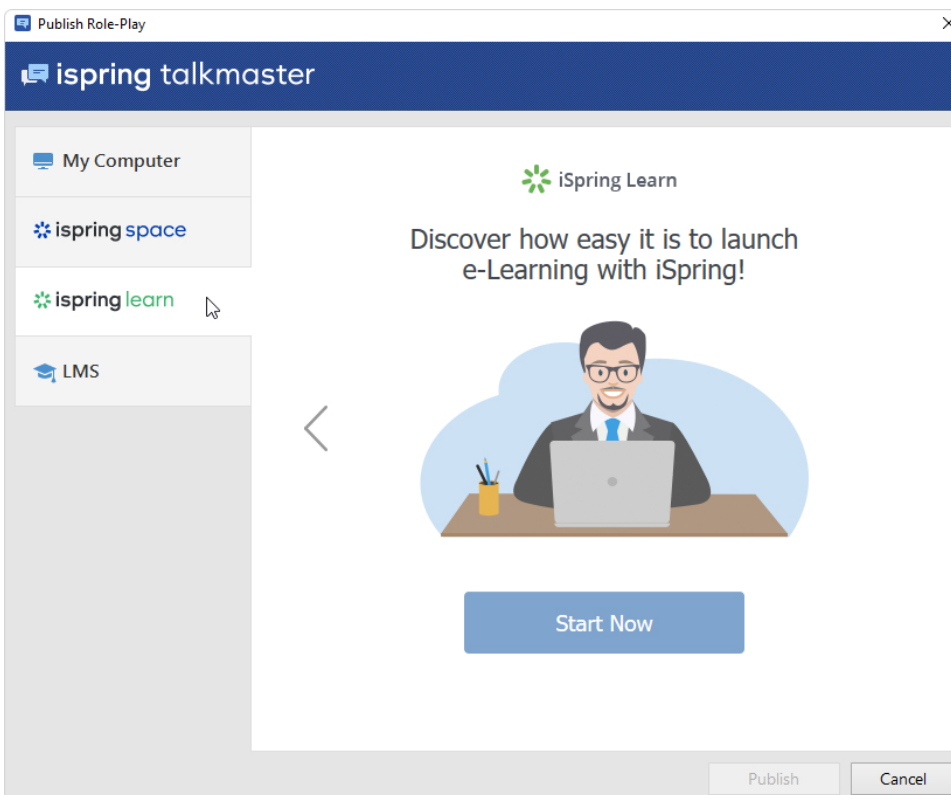 Publish Role-Play
ispring talkmaster
My Computer
ispring space
ispring learn
LMS
iSpring Learn
Discover how easy it is to launch
e-Learning with iSpring!
Start Now
Publish
Cancel